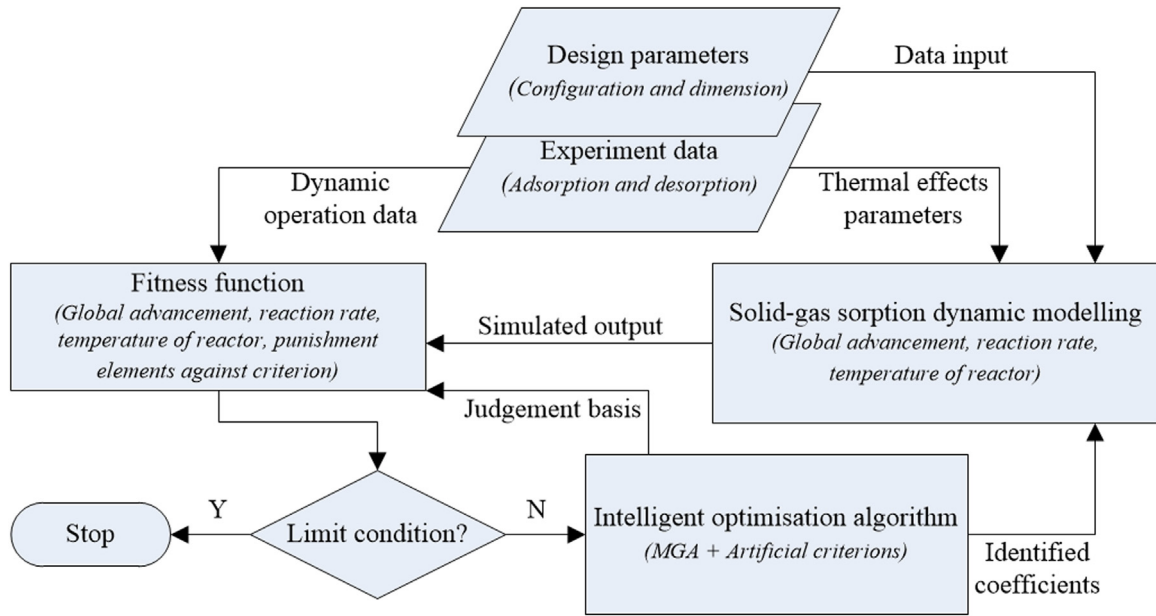 Design parameters
(Configuration and dimension)
Data input
Experiment data
(Adsorption and desorption)
Dynamic
operation data
Thermal effects
parameters
Fitness function
(Global advancement, reaction rate,
temperature of reactor, punishment
elements against criterion)
Simulated output
Solid-gas sorption dynamic modelling
(Global advancement, reaction rate,
temperature of reactor)
Judgement basis
Y
Stop
Limit condition?
N
Intelligent optimisation algorithm
(MGA + Artificial criterions)
Identified
coefficients